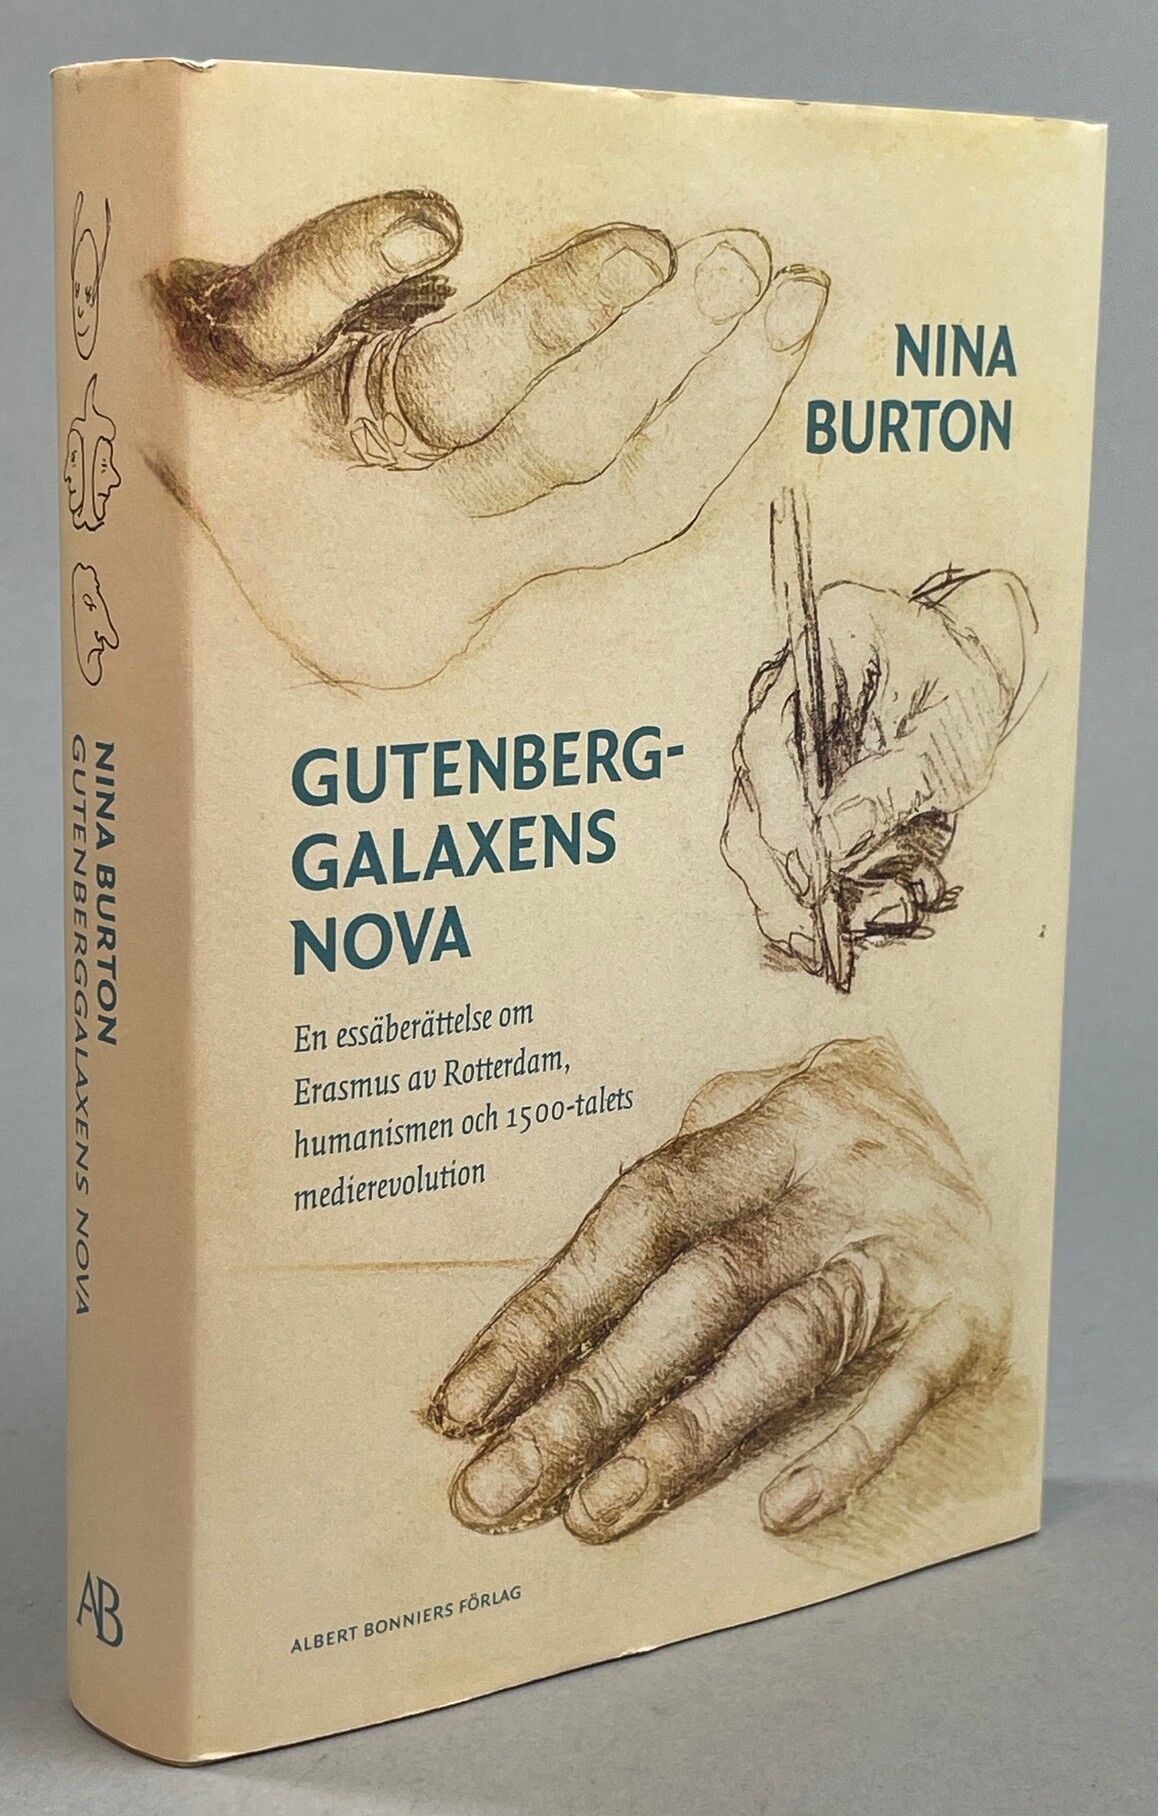 NINA
BURTON
GUTENBERG-
GALAXENS
NOVA
En essäberättelse om
Erasmus av Rotterdam,
humanismen och 1500-talets
medierevolution
ALBERT BONNIERS FÖRLAG
NINA BURTON
GUTENBERGGALAXENS NOVA
AB